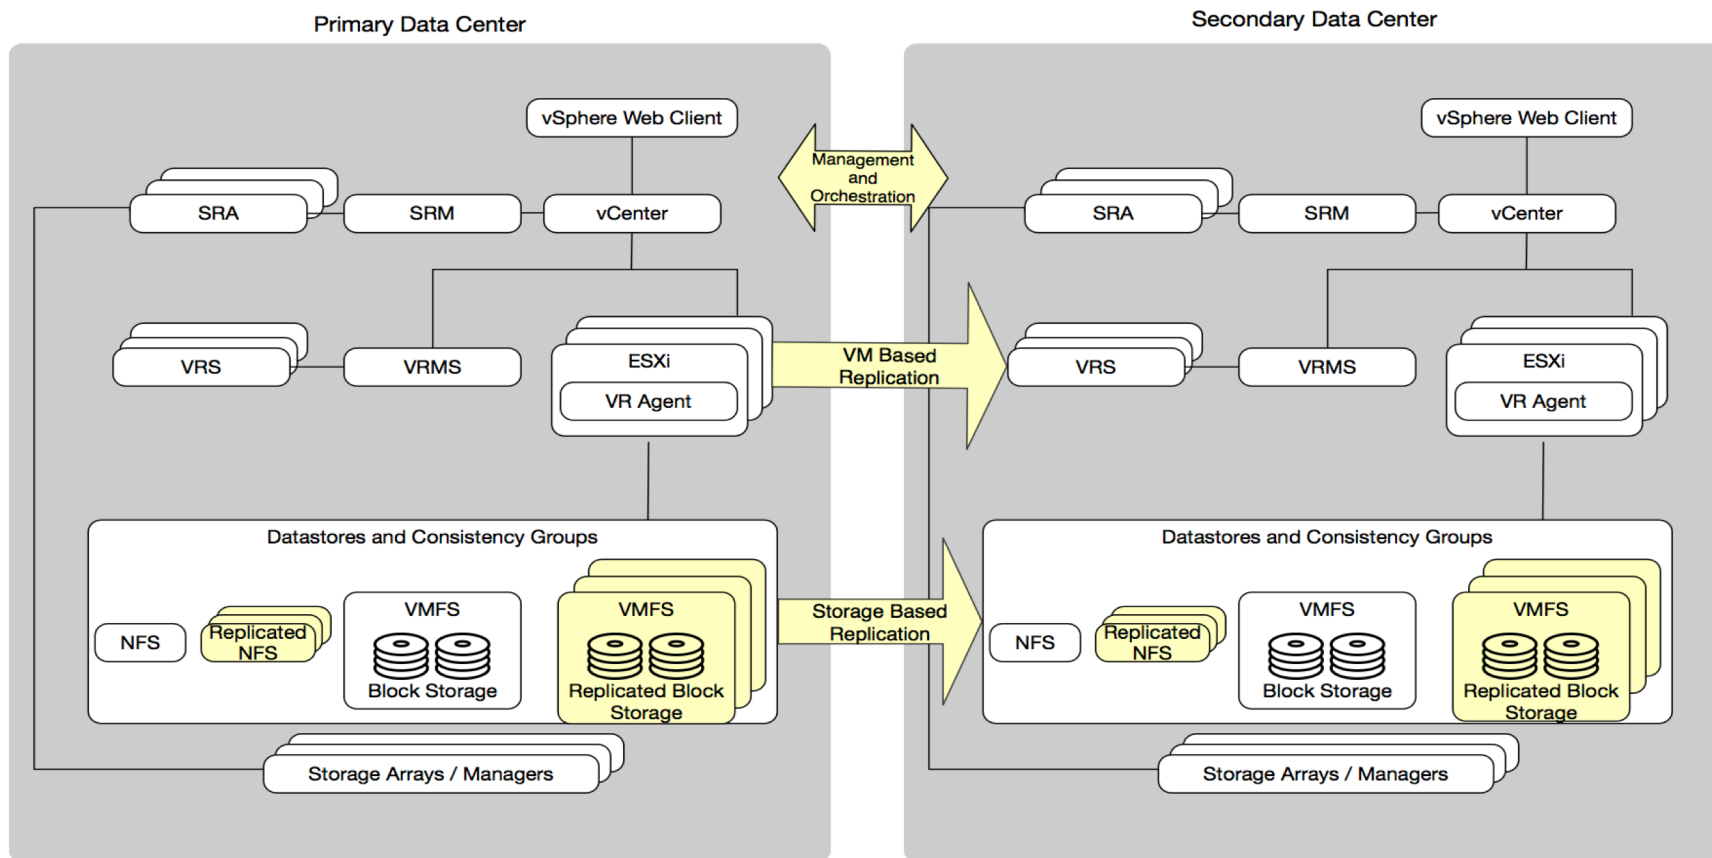 Primary Data Center
Secondary Data Center
vSphere Web Client
SRA
SRM
vCenter
VRS
VRMS
ESXi
VR Agent
Datastores and Consistency Groups
NFS
Replicated
NFS
VMFS
Block Storage
VMFS
Replicated Block
Storage
Storage Arrays / Managers
Management
and
Orchestration
VM Based
Replication
Storage Based
Replication
vSphere Web Client
SRA
SRM
vCenter
VRS
VRMS
ESXi
VR Agent
Datastores and Consistency Groups
NFS
Replicated
NFS
VMFS
Block Storage
VMFS
Replicated Block
Storage
Storage Arrays / Managers